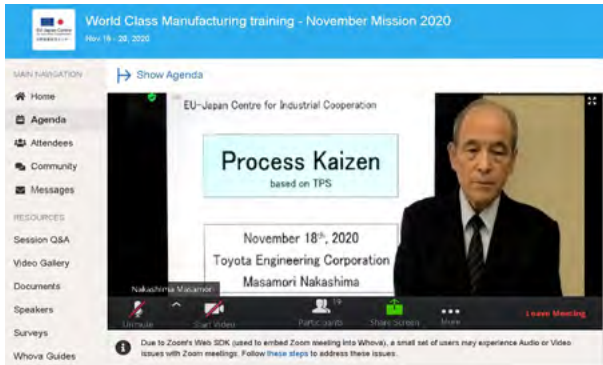 World Class Manufacturing training - November Mission 2020
Nov 16 - 20, 2020
MAIN NAVIGATION
Show Agenda
Home
Agenda
Attendees
Community
Messages
RESOURCES
Session Q&A
Video Gallery
Documents
Speakers
Surveys
Whova Guides
EU-Japan Centre for Industrial Cooperation
Process Kaizen
based on TPS
November 18th, 2020
Toyota Engineering Corporation
Masamori Nakashima
Nakashima Masamori
Unmute
Start Video
Participants
19
Share Screen
More
Leave Meeting
Due to Zoom's Web SDK (used to embed Zoom meeting into Whova), a small set of users may experience Audio or Video
issues with Zoom meetings. Follow these steps to address these issues.